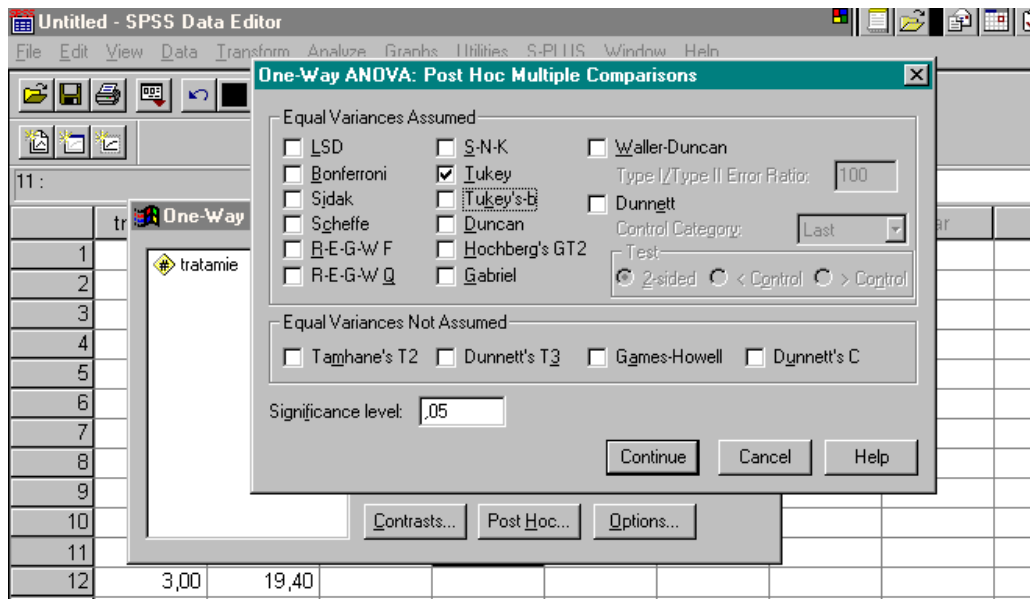 Untitled - SPSS Data Editor
File Edit View Data Transform Analyze Graphs Utilities S-PLUS Window Help
One-Way ANOVA: Post Hoc Multiple Comparisons
Equal Variances Assumed
LSD S-N-K Waller-Duncan
Bonferroni Tukey Type I/Type II Error Ratio: 100
Sidak Tukey's-b Dunnett
Scheffe Duncan Control Category: Last
R-E-G-W F Hochberg's GT2 Test
R-E-G-W Q Gabriel 2-sided < Control > Control
Equal Variances Not Assumed
Tamhane's T2 Dunnett's T3 Games-Howell Dunnett's C
Significance level: ,05
Continue Cancel Help
11 :
tr One-Way ar
1 tratamie
2
3
4
5
6
7
8
9
10 Contrasts... Post Hoc... Options...
11
12 3,00 19,40